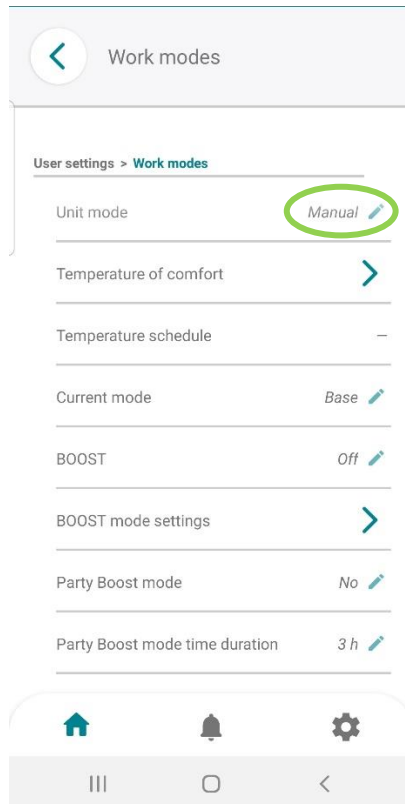 Work modes
User settings > Work modes
Unit mode Manual
Temperature of comfort
Temperature schedule –
Current mode Base
BOOST Off
BOOST mode settings
Party Boost mode No
Party Boost mode time duration 3 h